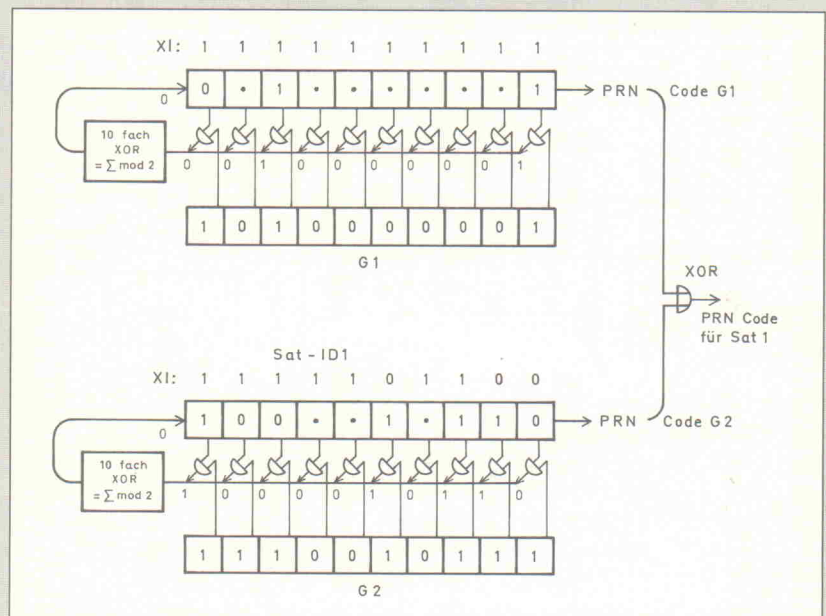 XI: 1 1 1 1 1 1 1 1 1 1
0 • 1 • • • • • • 1
PRN Code G1
0
10 fach
XOR
= ∑ mod 2
0 0 1 0 0 0 0 0 1
1 0 1 0 0 0 0 0 0 1
G1
XOR
PRN Code
für Sat 1
Sat - ID1
XI: 1 1 1 1 1 0 1 1 0 0
1 0 0 • • 1 • 1 1 0
PRN Code G2
0
10 fach
XOR
= ∑ mod 2
1 0 0 0 0 1 0 1 1 0
1 1 1 0 0 1 0 1 1 1
G2